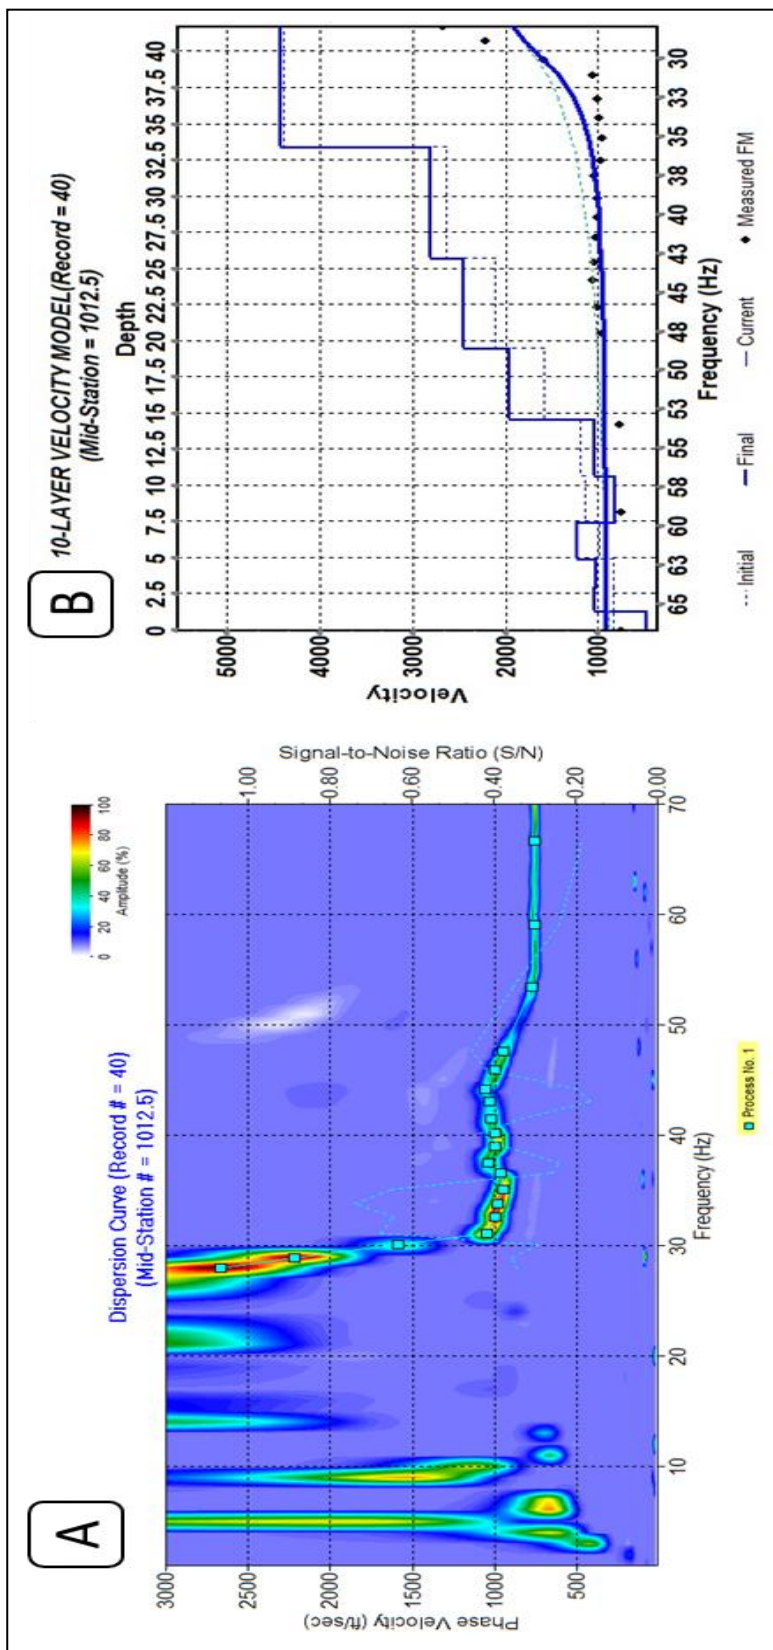 A
Dispersion Curve (Record # = 40)
(Mid-Station # = 1012.5)
0 20 40 60 80 100
Amplitude (%)
3000
2500
2000
1500
1000
500
0
Phase Velocity (ft/sec)
10 20 30 40 50 60 70
Frequency (Hz)
1.00
0.80
0.60
0.40
0.20
0.00
Signal-to-Noise Ratio (S/N)
Process No. 1
B
10-LAYER VELOCITY MODEL(Record = 40)
(Mid-Station = 1012.5)
Depth
0 2.5 5 7.5 10 12.5 15 17.5 20 22.5 25 27.5 30 32.5 35 37.5 40
5000
4000
3000
2000
1000
Velocity
65 63 60 58 55 53 50 48 45 43 40 38 35 33 30
Frequency (Hz)
Initial Final Current Measured FM